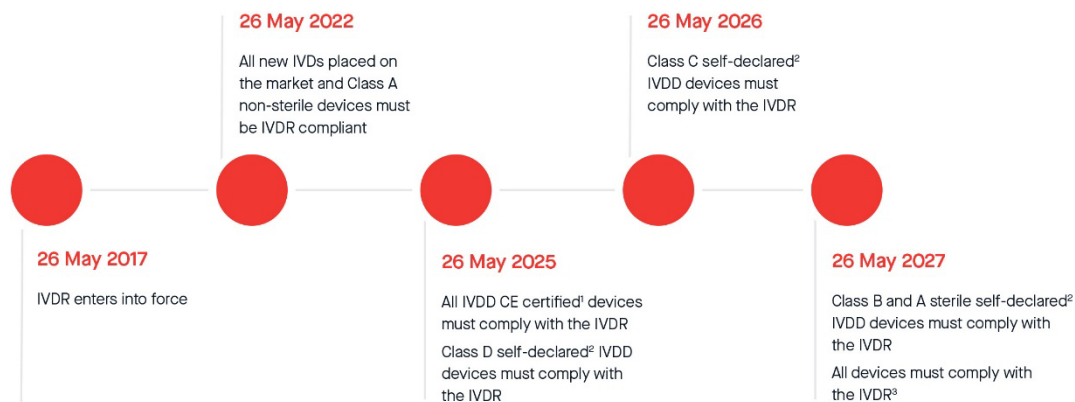 26 May 2022
All new IVDs placed on
the market and Class A
non-sterile devices must
be IVDR compliant
26 May 2026
Class C self-declared²
IVDD devices must
comply with the IVDR
26 May 2017
IVDR enters into force
26 May 2025
All IVDD CE certified¹ devices
must comply with the IVDR
Class D self-declared² IVDD
devices must comply with
the IVDR
26 May 2027
Class B and A sterile self-declared²
IVDD devices must comply with
the IVDR
All devices must comply with
the IVDR³